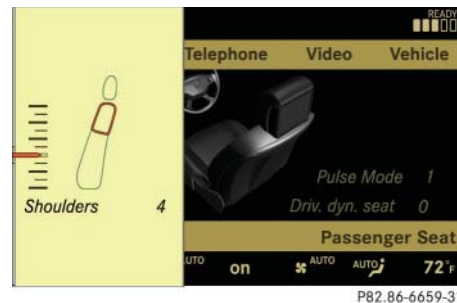 READY
Telephone Video Vehicle
Pulse Mode 1
Shoulders 4
Driv. dyn. seat 0
Passenger Seat
UTO on AUTO AUTO 72°F
P82.86-6659-3